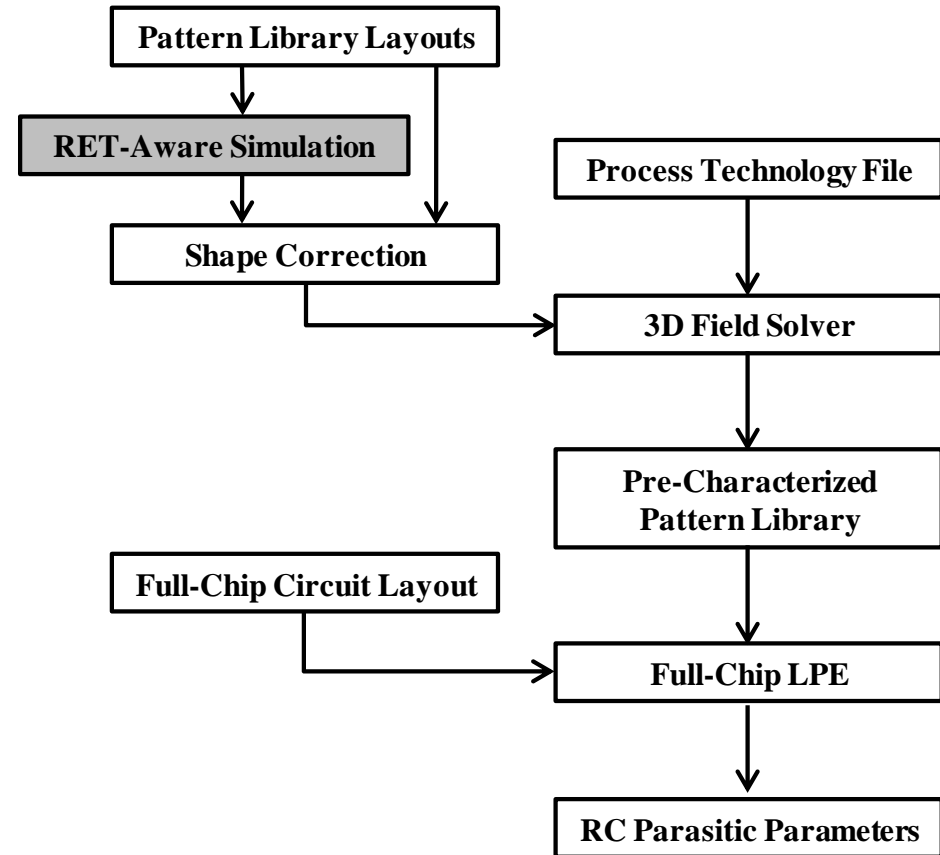 Pattern Library Layouts
RET-Aware Simulation
Process Technology File
Shape Correction
3D Field Solver
Pre-Characterized
Pattern Library
Full-Chip Circuit Layout
Full-Chip LPE
RC Parasitic Parameters